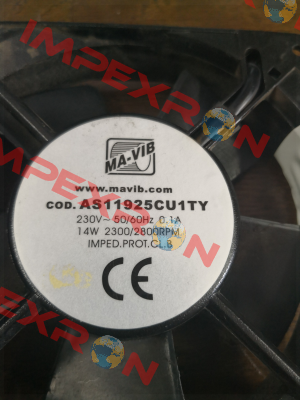 IMPEXRON
MA-VIB
www.mavib.com
COD. AS11925CU1TY
230V~ 50/60Hz 0.1A
14W 2300/2800RPM
IMPED.PROT.CL.B
CE
IMPEXRON